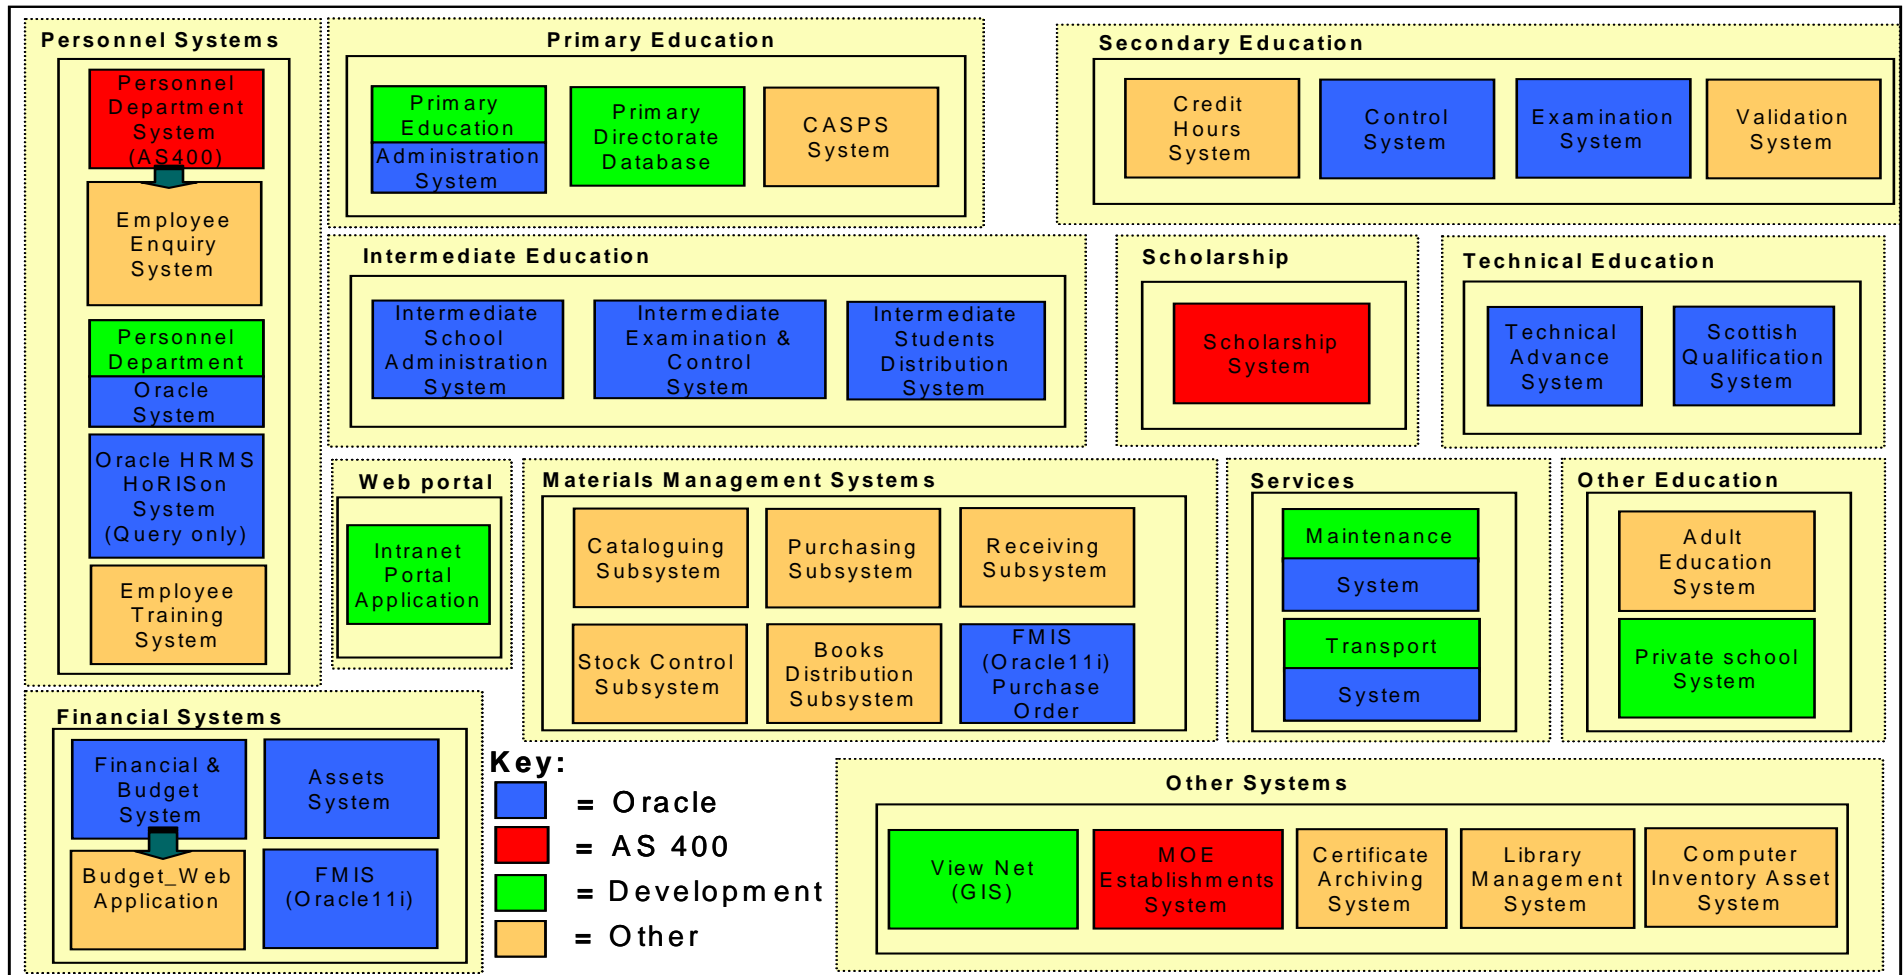 Personnel Systems
Personnel
Department
System
(AS400)
Employee
Enquiry
System
Personnel
Department
Oracle
System
Oracle HRMS
HoRISon
System
(Query only)
Employee
Training
System
Primary Education
Primary
Education
Administration
System
Primary
Directorate
Database
CASPS
System
Secondary Education
Credit
Hours
System
Control
System
Examination
System
Validation
System
Intermediate Education
Intermediate
School
Administration
System
Intermediate
Examination &
Control
System
Intermediate
Students
Distribution
System
Scholarship
Scholarship
System
Technical Education
Technical
Advance
System
Scottish
Qualification
System
Web portal
Intranet
Portal
Application
Materials Management Systems
Cataloguing
Subsystem
Purchasing
Subsystem
Receiving
Subsystem
Stock Control
Subsystem
Books
Distribution
Subsystem
FMIS
(Oracle11i)
Purchase
Order
Services
Maintenance
System
Transport
System
Other Education
Adult
Education
System
Private school
System
Financial Systems
Financial &
Budget
System
Assets
System
Budget_Web
Application
FMIS
(Oracle11i)
Key:
= Oracle
= AS 400
= Development
= Other
Other Systems
View Net
(GIS)
MOE
Establishments
System
Certificate
Archiving
System
Library
Management
System
Computer
Inventory Asset
System